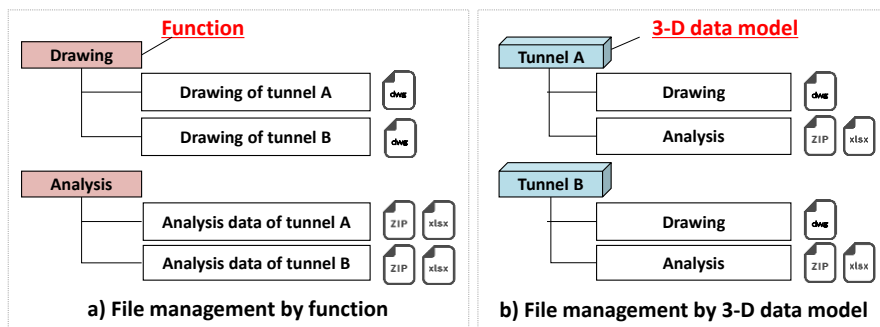 Function
Drawing
Drawing of tunnel A
dwg
Drawing of tunnel B
dwg
Analysis
Analysis data of tunnel A
ZIP xlsx
Analysis data of tunnel B
ZIP xlsx
a) File management by function
3-D data model
Tunnel A
Drawing
dwg
Analysis
ZIP xlsx
Tunnel B
Drawing
dwg
Analysis
ZIP xlsx
b) File management by 3-D data model